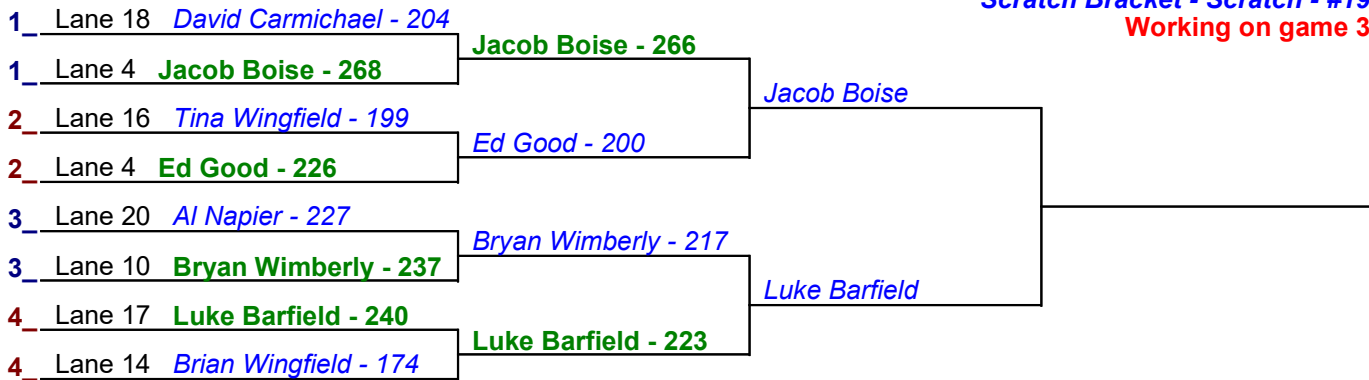 Scratch Bracket - Scratch - #19
Working on game 3
1_ Lane 18 David Carmichael - 204
1_ Lane 4 Jacob Boise - 268
2_ Lane 16 Tina Wingfield - 199
2_ Lane 4 Ed Good - 226
3_ Lane 20 Al Napier - 227
3_ Lane 10 Bryan Wimberly - 237
4_ Lane 17 Luke Barfield - 240
4_ Lane 14 Brian Wingfield - 174
Jacob Boise - 266
Ed Good - 200
Bryan Wimberly - 217
Luke Barfield - 223
Jacob Boise
Luke Barfield